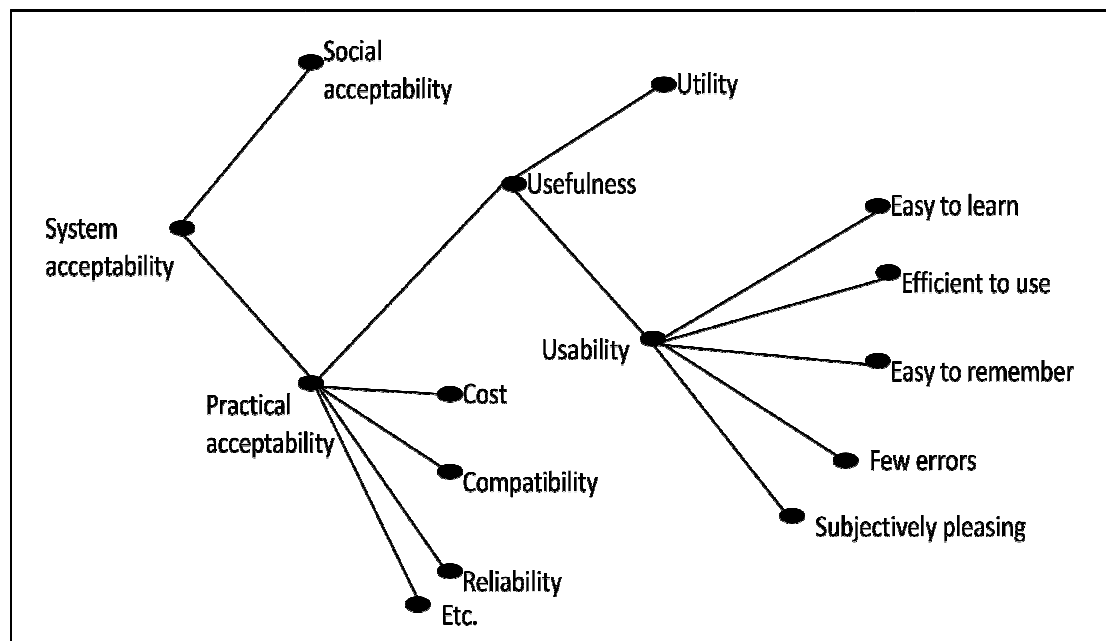 Social
acceptability
Utility
Usefulness
Easy to learn
System
acceptability
Efficient to use
Usability
Easy to remember
Practical
acceptability
Cost
Few errors
Compatibility
Subjectively pleasing
Reliability
Etc.